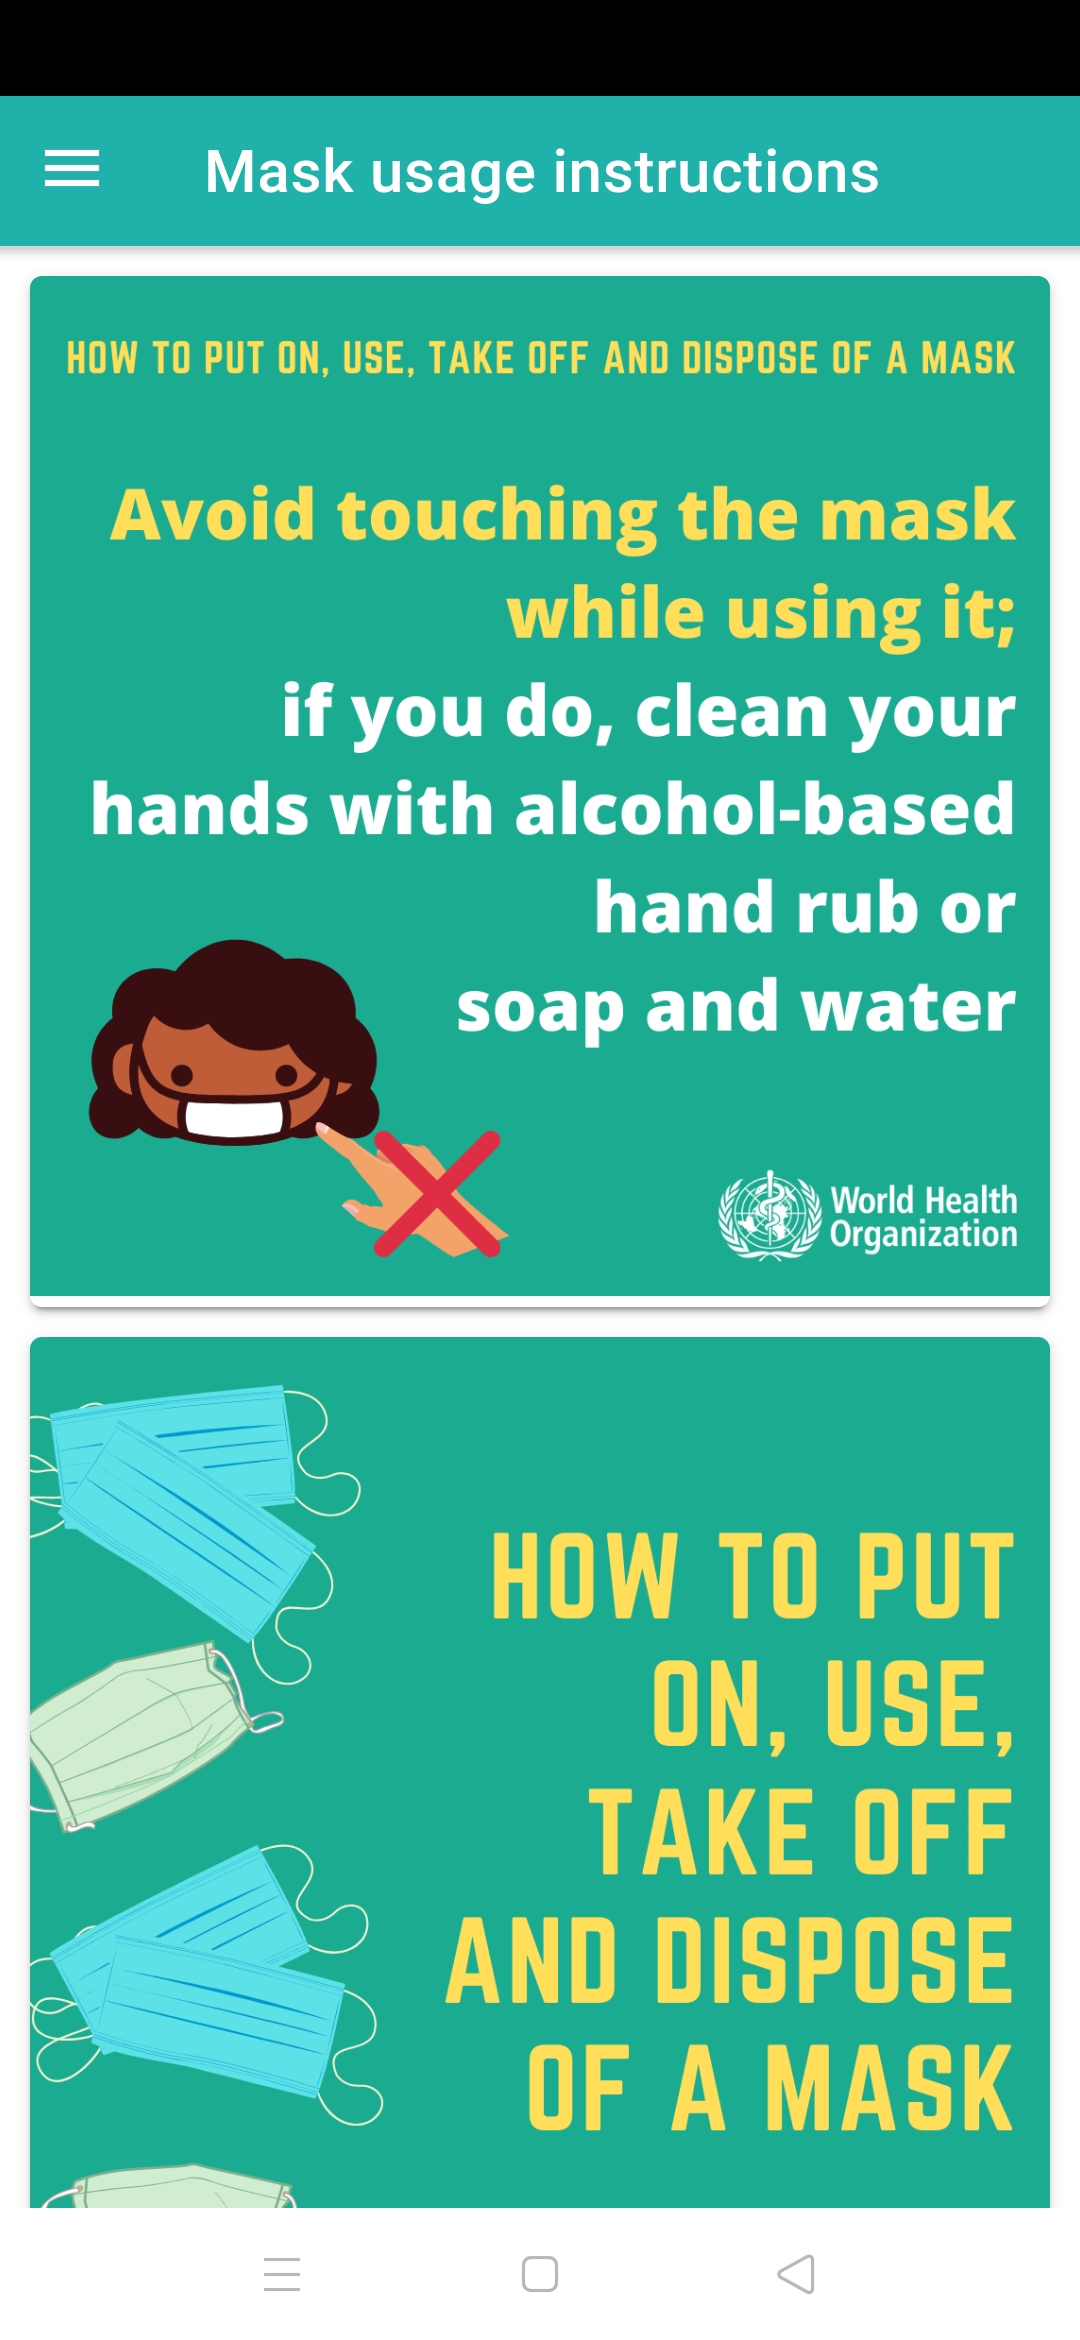 Mask usage instructions
HOW TO PUT ON, USE, TAKE OFF AND DISPOSE OF A MASK
Avoid touching the mask
while using it;
if you do, clean your
hands with alcohol-based
hand rub or
soap and water
World Health
Organization
HOW TO PUT
ON, USE,
TAKE OFF
AND DISPOSE
OF A MASK